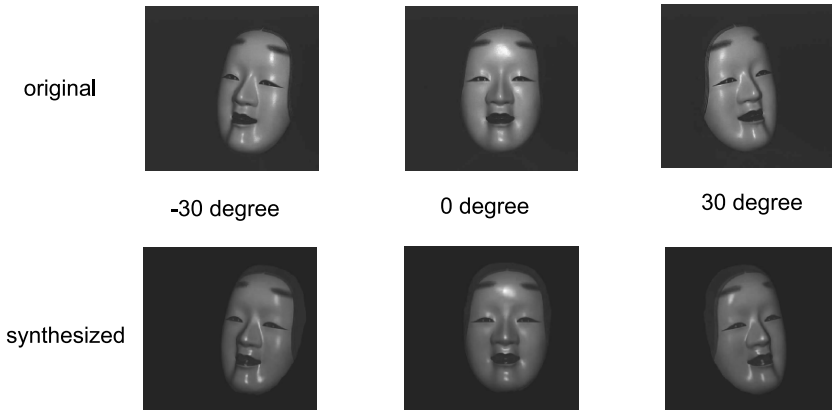 original
-30 degree
0 degree
30 degree
synthesized